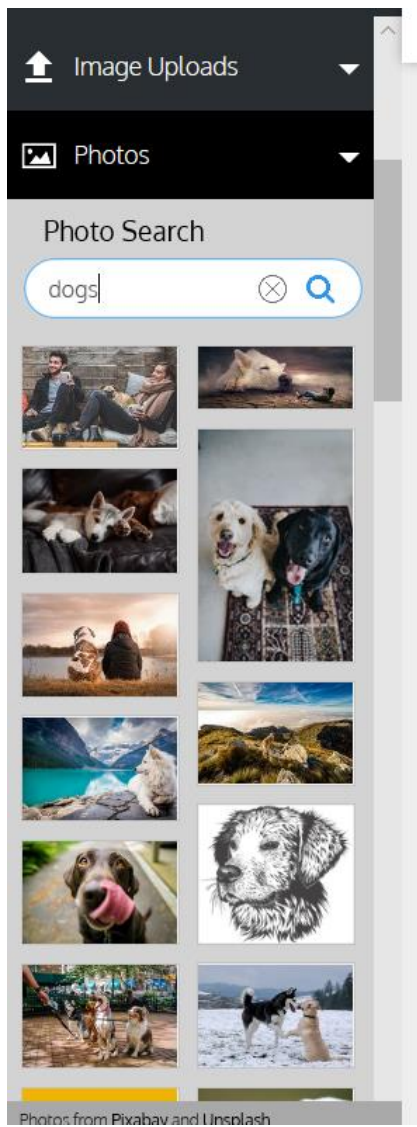 Image Uploads
Photos
Photo Search
dogs
Photos from Pixabay and Unsplash